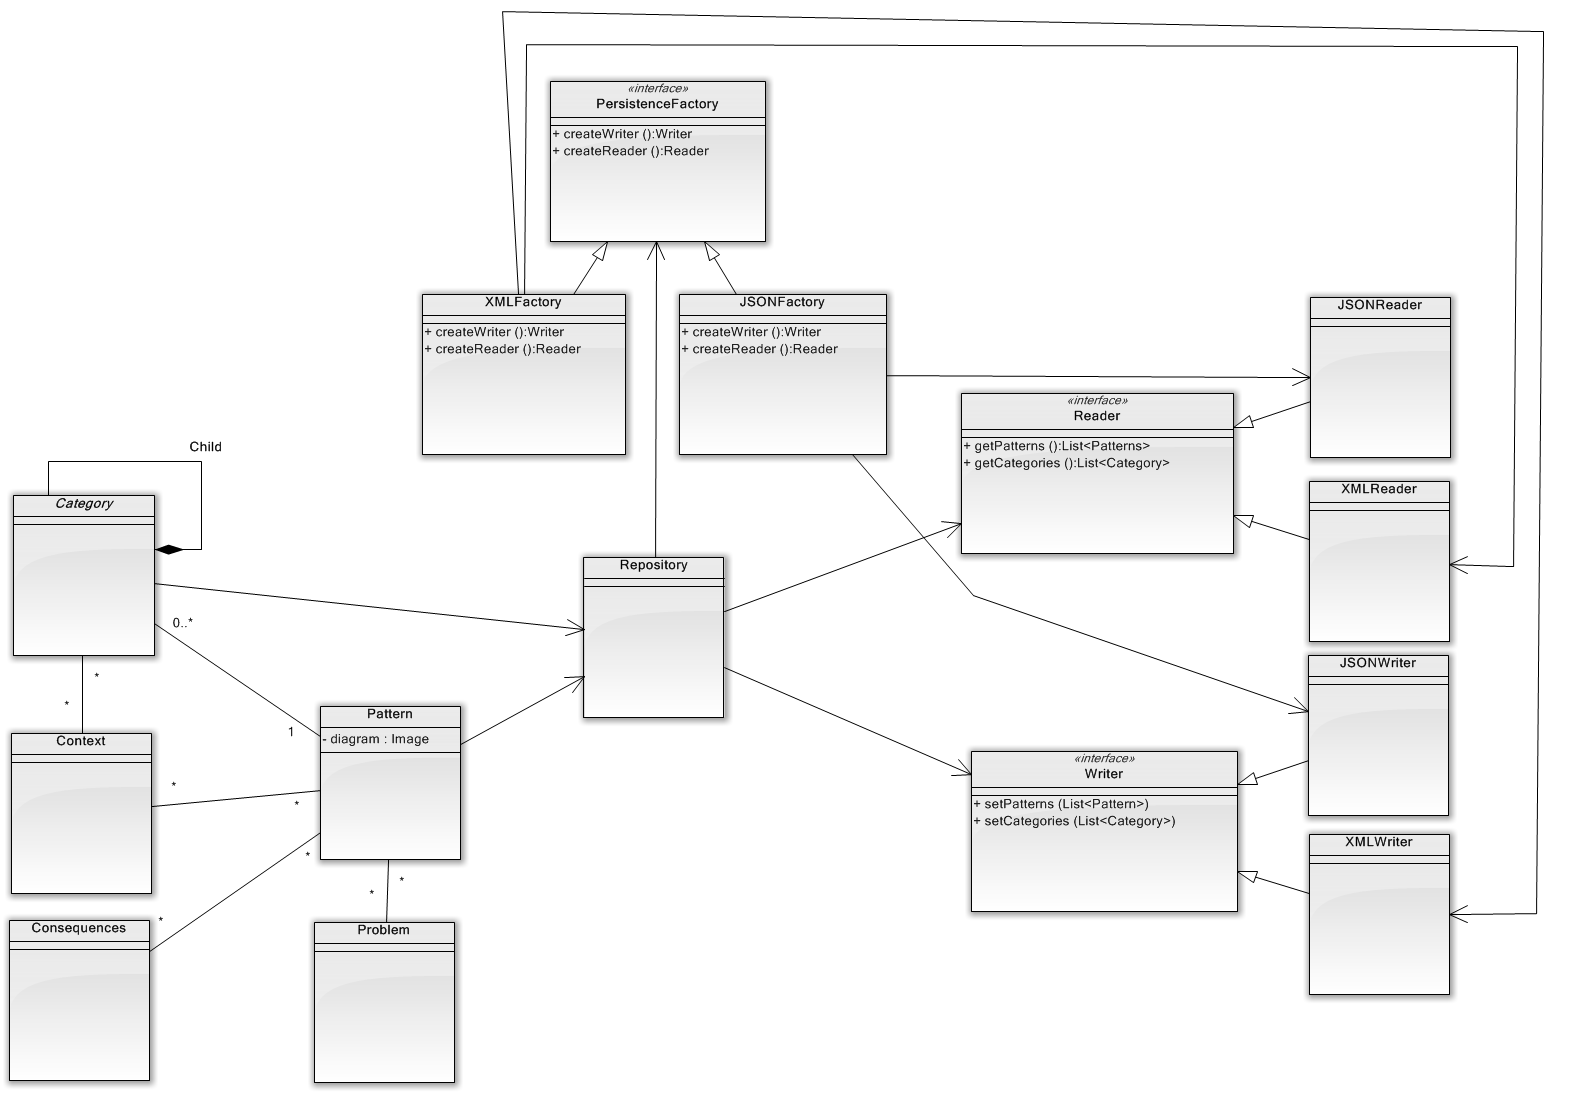 «interface»
PersistenceFactory
+ createWriter ():Writer
+ createReader ():Reader
XMLFactory
+ createWriter ():Writer
+ createReader ():Reader
JSONFactory
+ createWriter ():Writer
+ createReader ():Reader
JSONReader
«interface»
Reader
+ getPatterns ():List<Patterns>
+ getCategories ():List<Category>
Child
Category
XMLReader
Repository
0..*
*
*
1
Pattern
- diagram : Image
Context
*
*
JSONWriter
«interface»
Writer
+ setPatterns (List<Pattern>)
+ setCategories (List<Category>)
XMLWriter
*
*
*
*
Consequences
Problem